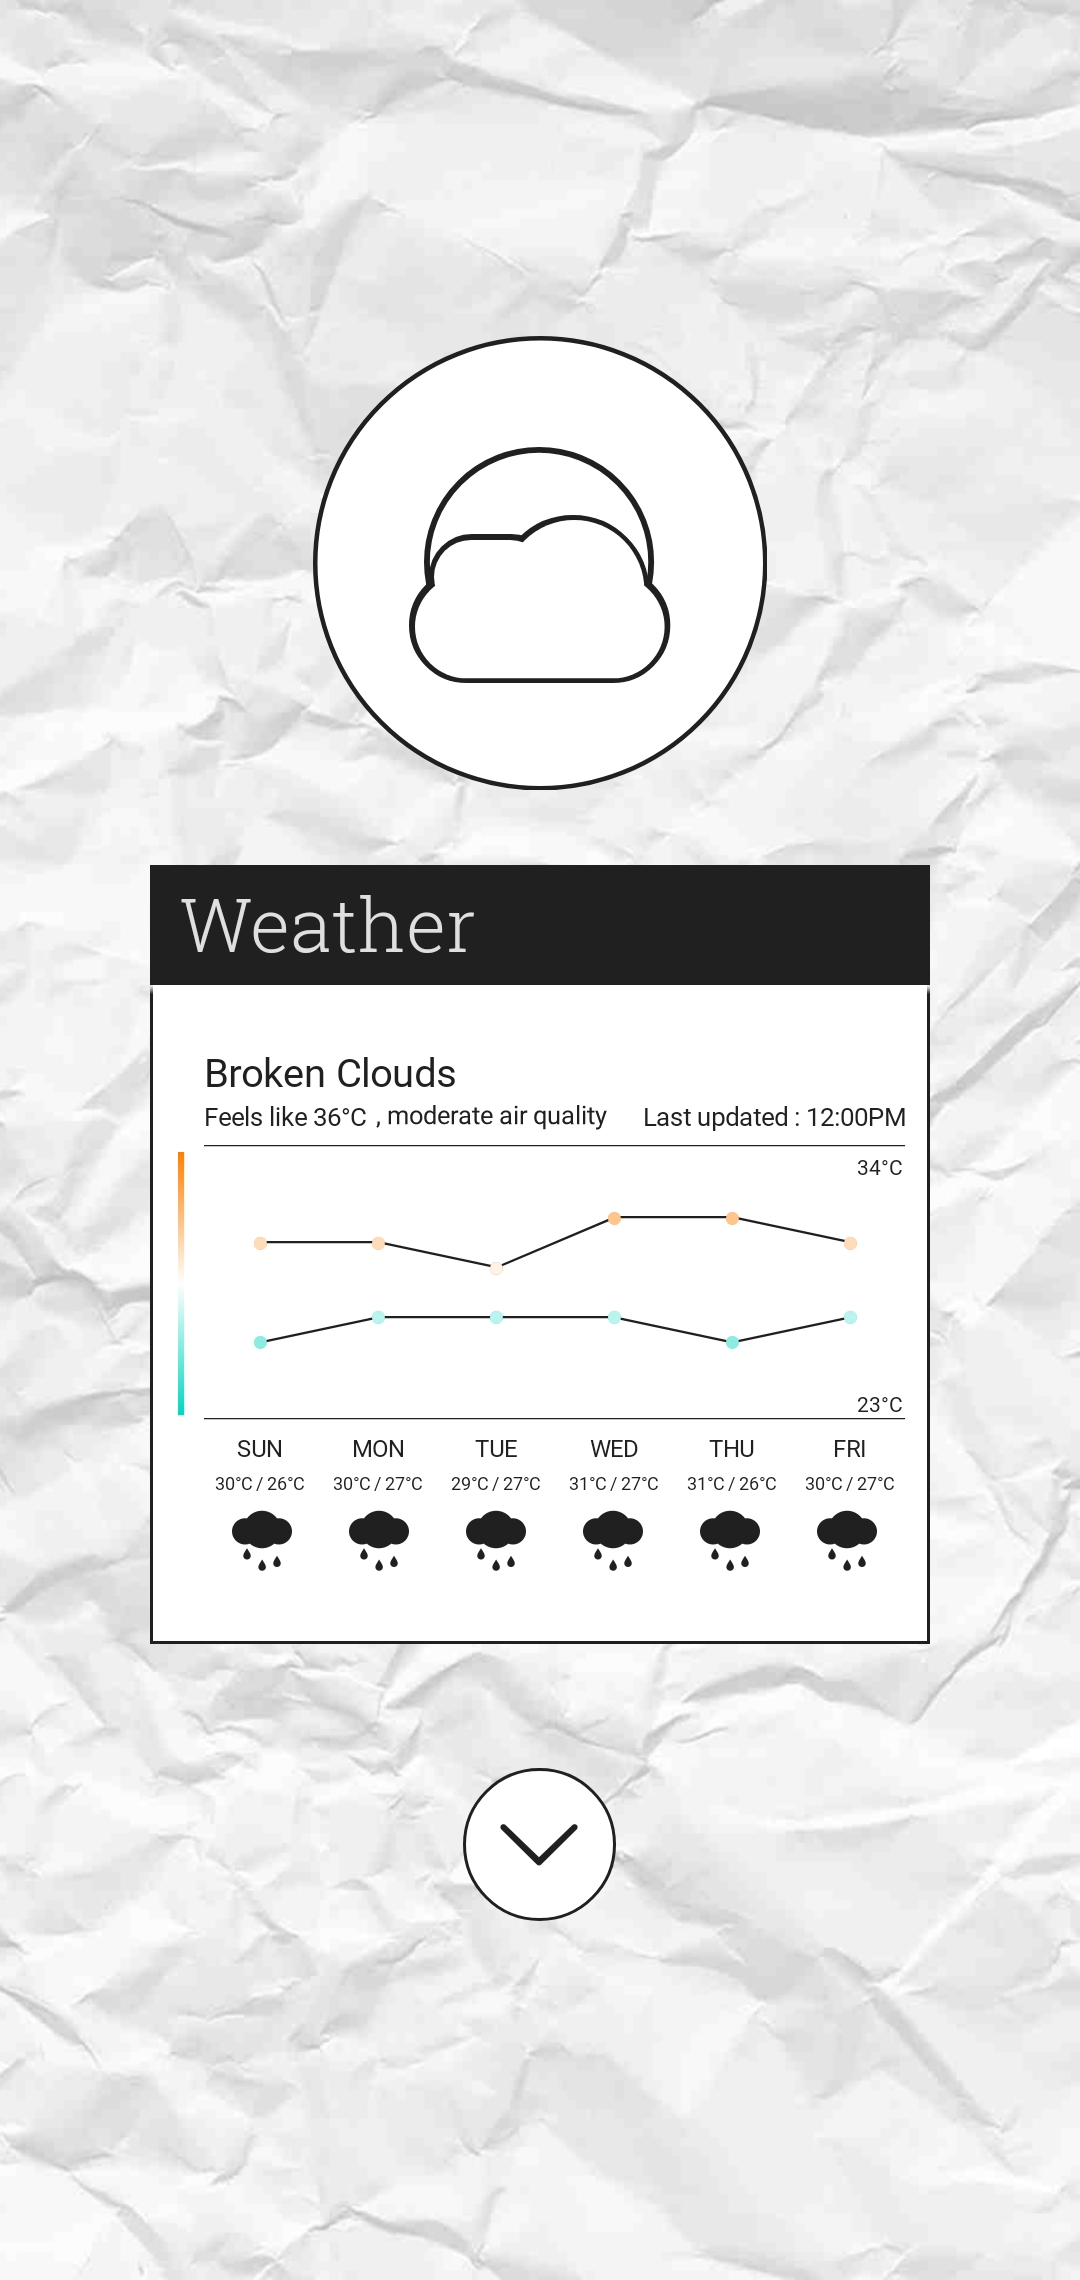 Weather
Broken Clouds
Feels like 36°C , moderate air quality Last updated : 12:00PM
34°C
23°C
SUN MON TUE WED THU FRI
30°C / 26°C 30°C / 27°C 29°C / 27°C 31°C / 27°C 31°C / 26°C 30°C / 27°C